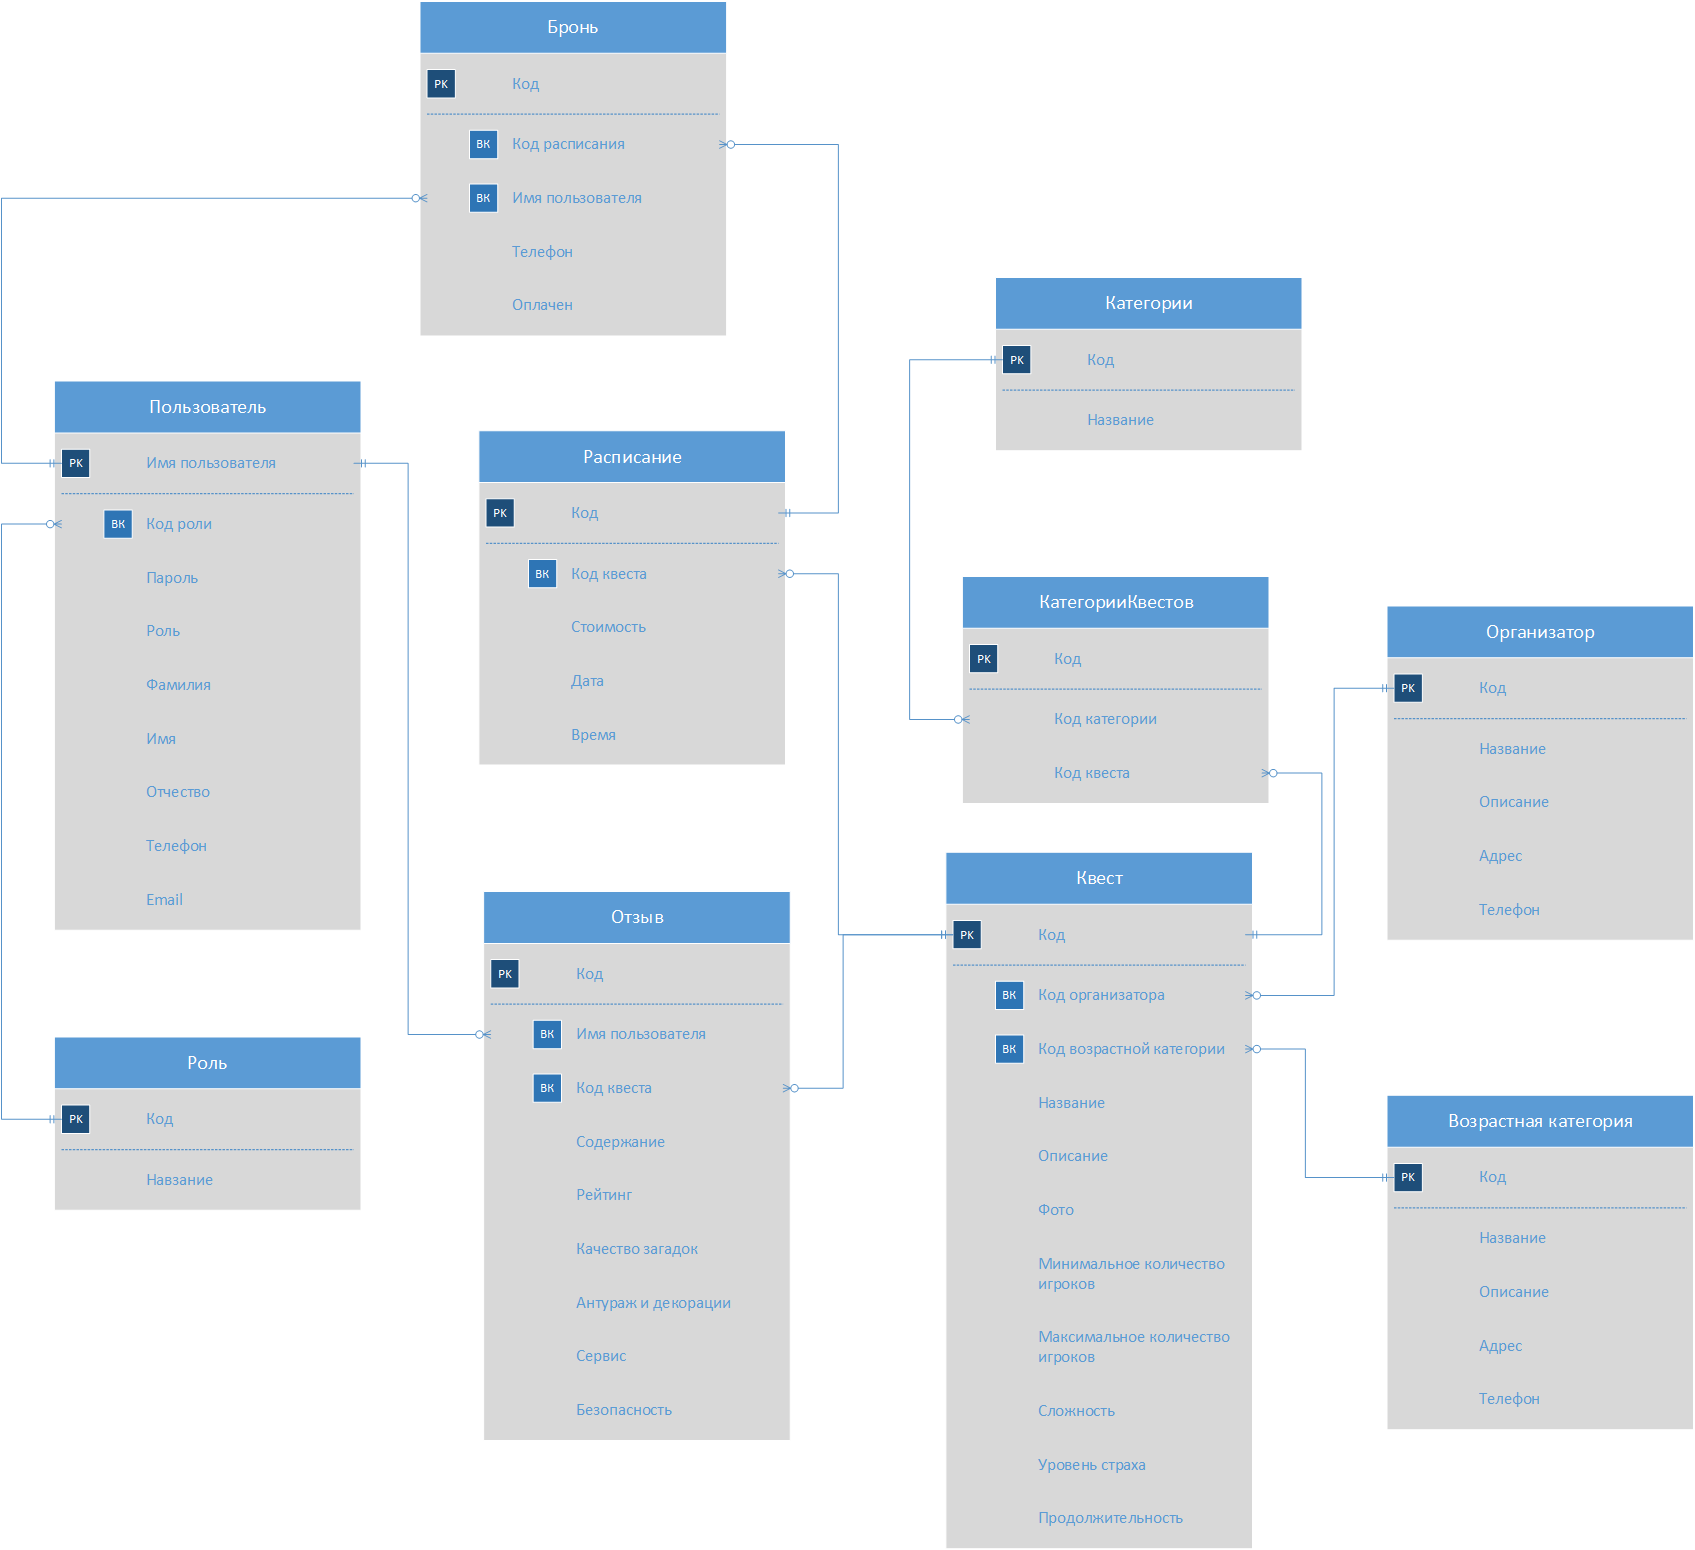 Бронь
PK Код
ВК Код расписания
ВК Имя пользователя
Телефон
Оплачен
Категории
PK Код
Название
Пользователь
PK Имя пользователя
ВК Код роли
Пароль
Роль
Фамилия
Имя
Отчество
Телефон
Email
Расписание
PK Код
ВК Код квеста
Стоимость
Дата
Время
КатегорииКвестов
PK Код
Код категории
Код квеста
Организатор
PK Код
Название
Описание
Адрес
Телефон
Роль
PK Код
Навзание
Отзыв
PK Код
ВК Имя пользователя
ВК Код квеста
Содержание
Рейтинг
Качество загадок
Антураж и декорации
Сервис
Безопасность
Квест
PK Код
ВК Код организатора
ВК Код возрастной категории
Название
Описание
Фото
Минимальное количество
игроков
Максимальное количество
игроков
Сложность
Уровень страха
Продолжительность
Возрастная категория
PK Код
Название
Описание
Адрес
Телефон